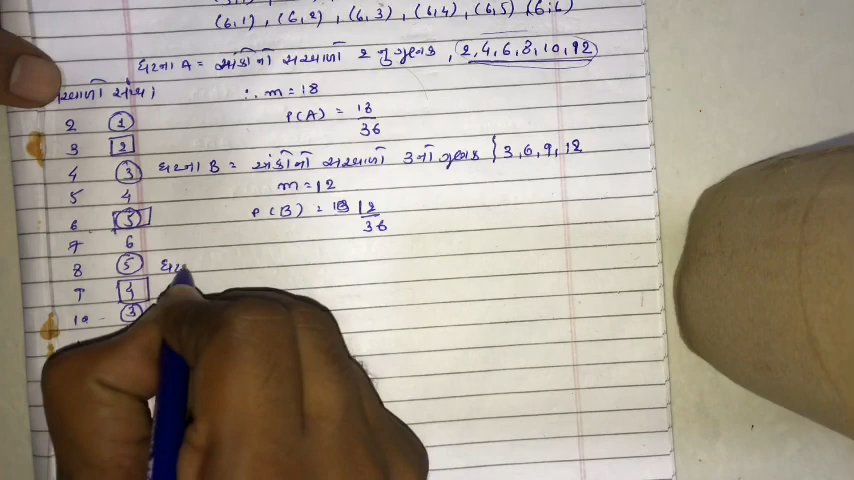 (6,1), (6,2), (6,3), (6,4), (6,5) (6,6)
ઘટના A = અંકોનો સરવાળો 2 નું ગુણક, 2,4,6,8,10,12
સરવાળો સંખ્યા
∴ m = 18
P(A) = 18
36
2 1
3 2
4 3
ઘટના B = અંકોનો સરવાળો 3નો ગુણક { 3,6,9,12
m = 12
5 4
P(B) = 12
36
6 5
7 6
8 5 ઘટ
9 4
10 3